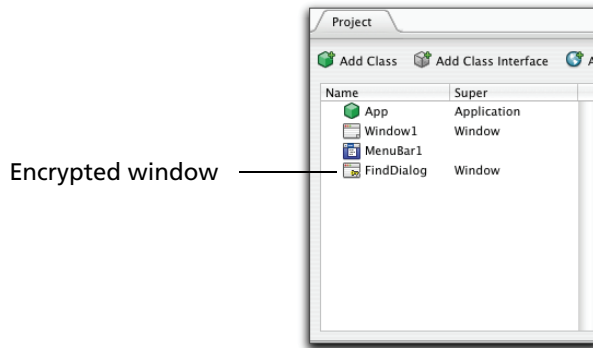 Project
Add Class Add Class Interface A
Name Super
App Application
Window1 Window
MenuBar1
Encrypted window FindDialog Window